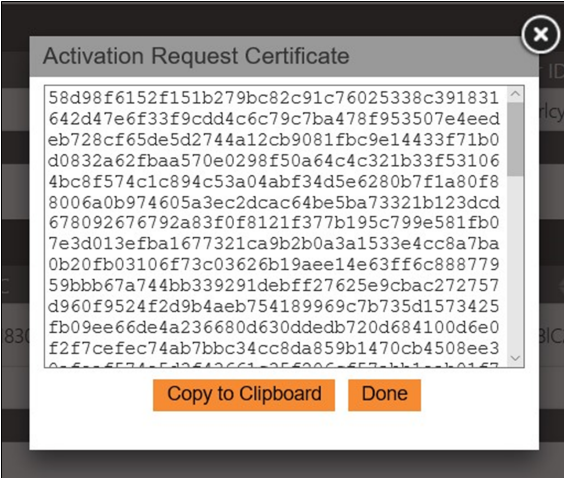 Activation Request Certificate
58d98f6152f151b279bc82c91c76025338c391831
642d47e6f33f9cdd4c6c79c7ba478f953507e4eed
eb728cf65de5d2744a12cb9081fbc9e14433f71b0
d0832a62fbaa570e0298f50a64c4c321b33f53106
4bc8f574c1c894c53a04abf34d5e6280b7f1a80f8
8006a0b974605a3ec2dcac64be5ba73321b123dcd
678092676792a83f0f8121f377b195c799e581fb0
7e3d013efba1677321ca9b2b0a3a1533e4cc8a7ba
0b20fb03106f73c03626b19aee14e63ff6c888779
59bbb67a744bb339291debff27625e9cbac272757
d960f9524f2d9b4aeb754189969c7b735d1573425
fb09ee66de4a236680d630ddedb720d684100d6e0
f2f7cefec74ab7bbc34cc8da859b1470cb4508ee3
Copy to Clipboard
Done